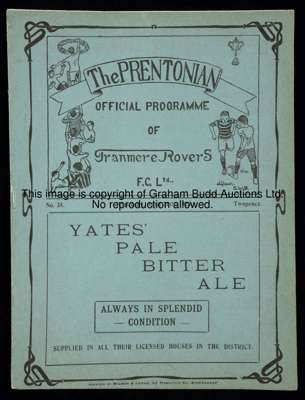 The PRENTONIAN
OFFICIAL PROGRAMME
OF
Tranmere Rovers
F.C. Ltd.
This image is copyright of Graham Budd Auctions Ltd
No reproduction allowed.
Twopence
YATES'
PALE
BITTER
ALE
ALWAYS IN SPLENDID
— CONDITION —
SUPPLIED IN ALL THEIR LICENSED HOUSES IN THE DISTRICT.